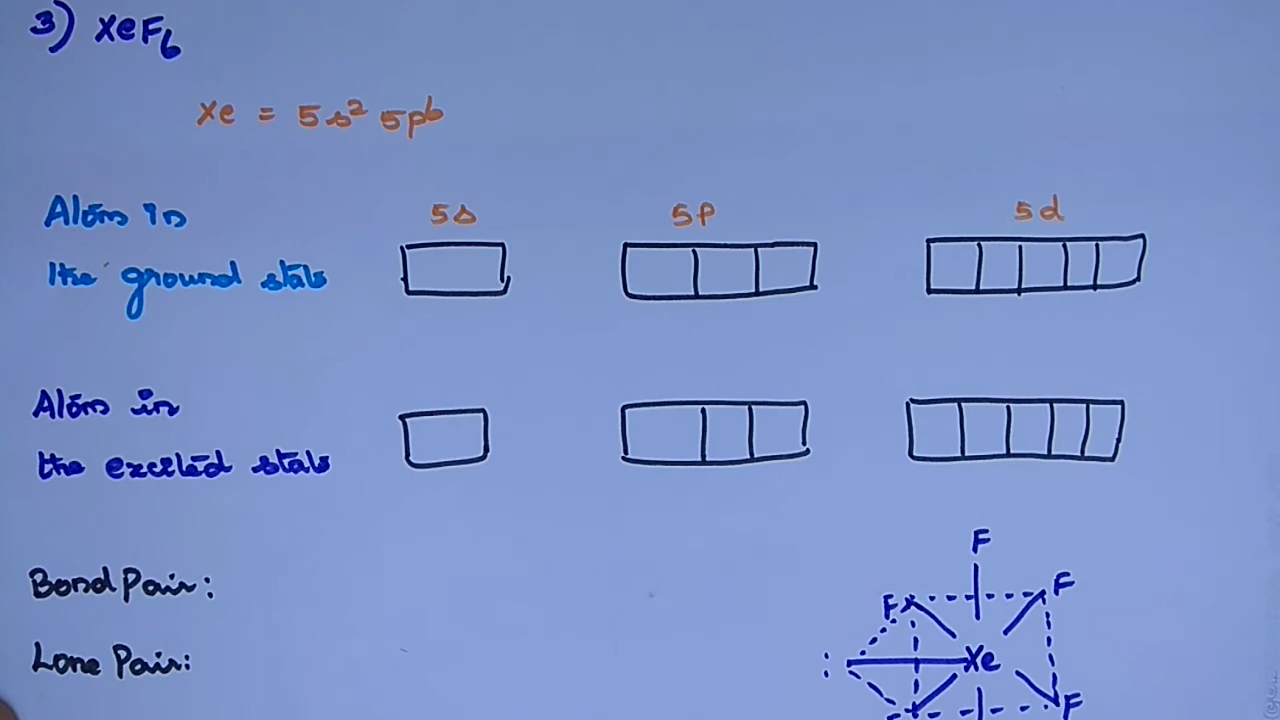 3) XeF6
Xe = 5s² 5p⁶
Atom in
the ground state
5s 5p 5d
Atom in
the excited state
Bond Pair:
Lone Pair:
F
F F
: Xe
F